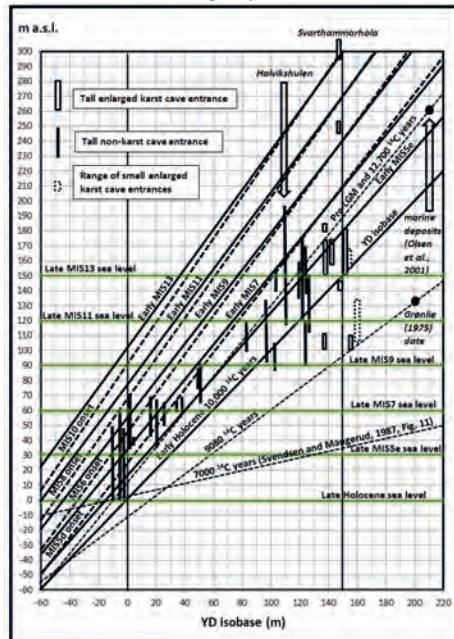 m a.s.l.
Svarthammarhola
Halvikshulen
300
290
280
270
260
250
240
230
220
210
200
190
180
170
160
150
140
130
120
110
100
90
80
70
60
50
40
30
20
10
0
-10
-20
-30
-40
-50
-60
Tall enlarged karst cave entrance
Tall non-karst cave entrance
Range of small enlarged
karst cave entrances
Pre LGM and 12,700 ¹⁴C years
Early MIS5e
YD isobase
marine
deposits
(Olsen
et al.,
2001)
Grønlie
(1975)
date
Late MIS13 sea level
Early MIS13
Early MIS11
Early MIS9
Early MIS7
Late MIS11 sea level
Late MIS9
sea level
Early Holocene 10,000 ¹⁴C years
Late MIS7 sea level
9080 ¹⁴C years
7000 ¹⁴C years (Svendsen and Mangerud, 1987, Fig. 11)
Late MIS5e
sea level
MIS10 onset
MIS8 onset
MIS6 onset
MIS5d onset
Late Holocene sea level
-60 -40 -20 0 20 40 60 80 100 120 140 160 180 200 220
YD isobase (m)